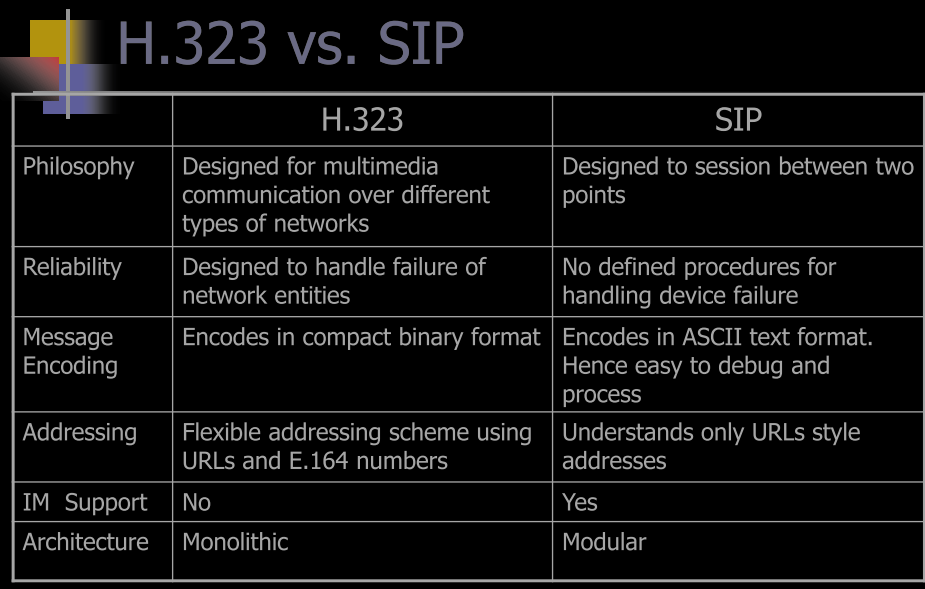 H.323 vs. SIP
H.323
SIP
Philosophy
Designed for multimedia
communication over different
types of networks
Designed to session between two
points
Reliability
Designed to handle failure of
network entities
No defined procedures for
handling device failure
Message
Encoding
Encodes in compact binary format
Encodes in ASCII text format.
Hence easy to debug and
process
Addressing
Flexible addressing scheme using
URLs and E.164 numbers
Understands only URLs style
addresses
IM  Support
No
Yes
Architecture
Monolithic
Modular